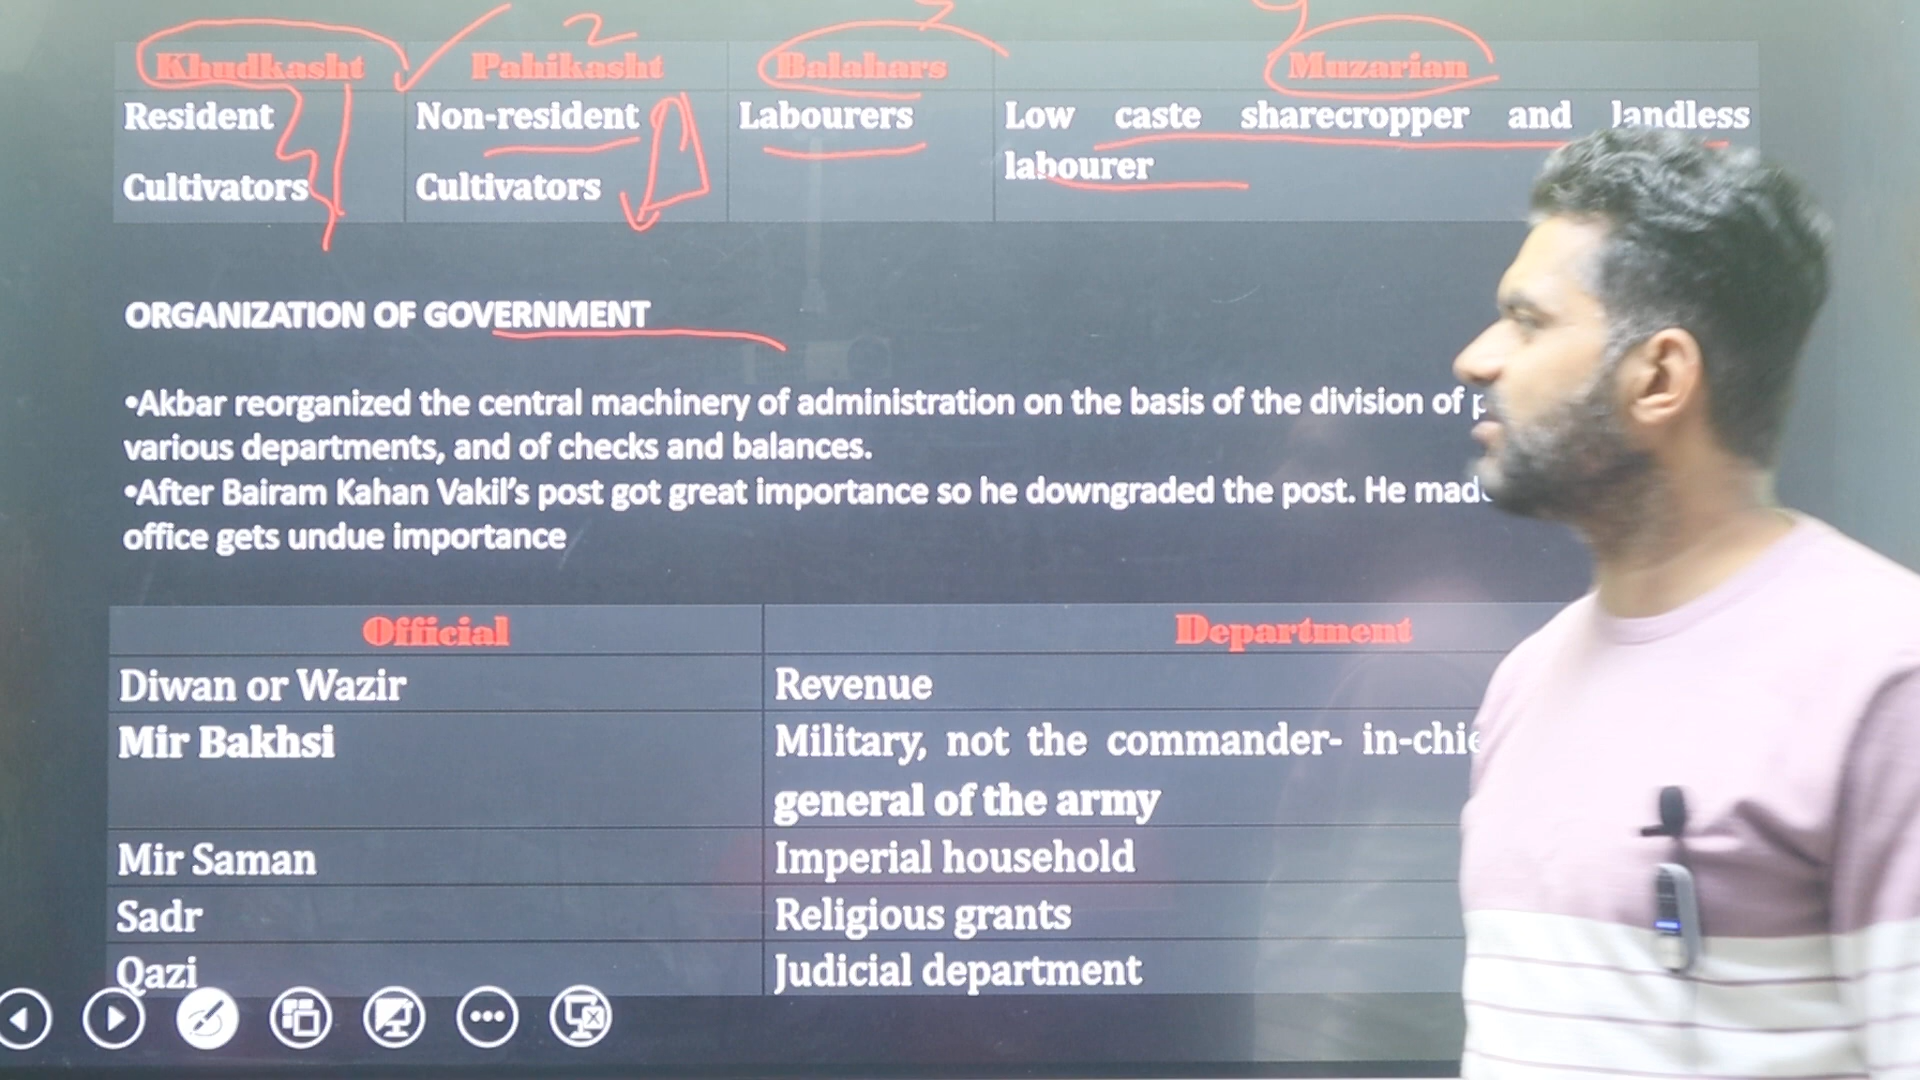 Khudkasht Pahikasht Balahars Muzarian
2
Resident Non-resident Labourers Low caste sharecropper and landless
Cultivators Cultivators labourer
ORGANIZATION OF GOVERNMENT
•Akbar reorganized the central machinery of administration on the basis of the division of
various departments, and of checks and balances.
•After Bairam Kahan Vakil's post got great importance so he downgraded the post. He made
office gets undue importance
Official Department
Diwan or Wazir Revenue
Mir Bakhsi Military, not the commander- in-chie
general of the army
Mir Saman Imperial household
Sadr Religious grants
Qazi Judicial department